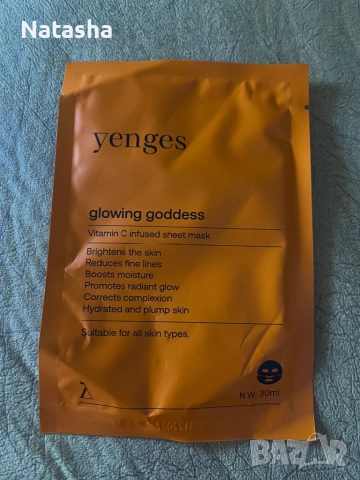 Natasha
yenges
glowing goddess
Vitamin C infused sheet mask
Brightens the skin
Reduces fine lines
Boosts moisture
Promotes radiant glow
Corrects complexion
Hydrated and plump skin
Suitable for all skin types.
N.W: 30ml
BAZAR